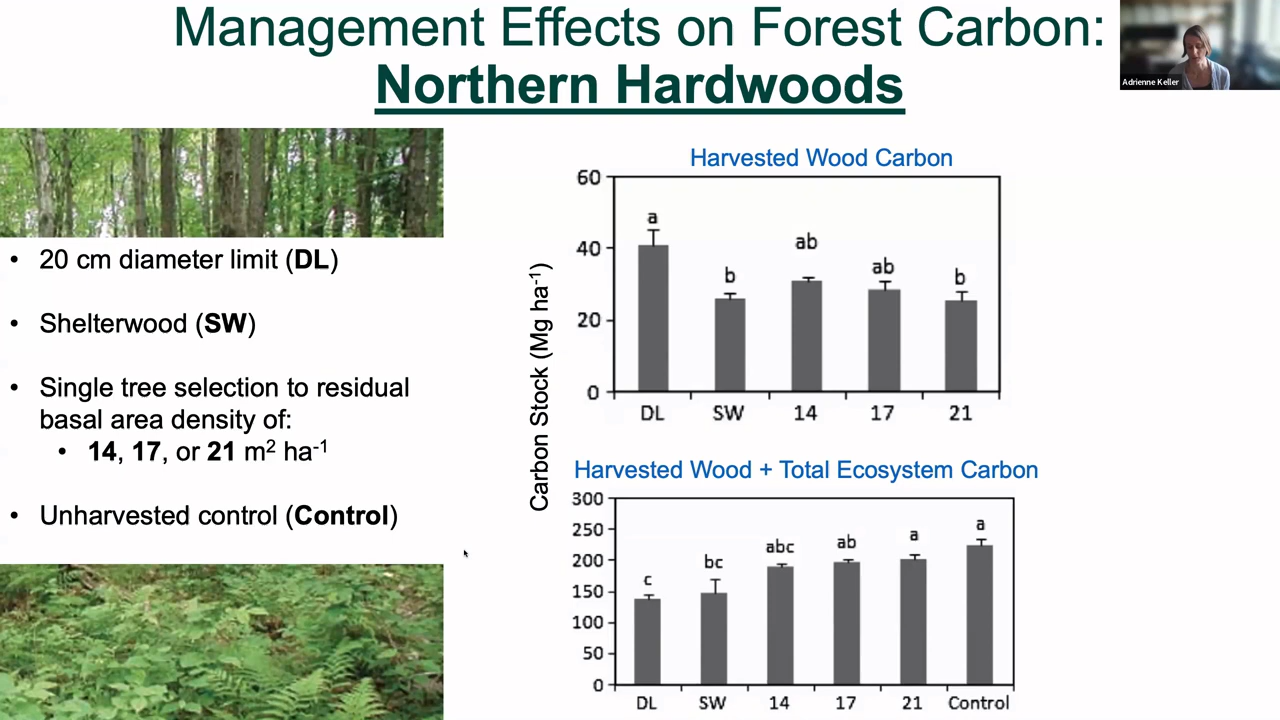 Management Effects on Forest Carbon:
Northern Hardwoods
Adrienne Keller
• 20 cm diameter limit (DL)
• Shelterwood (SW)
• Single tree selection to residual
basal area density of:
• 14, 17, or 21 m² ha⁻¹
• Unharvested control (Control)
Carbon Stock (Mg ha⁻¹)
Harvested Wood Carbon
60
40
20
0
a
b
ab
ab
b
DL SW 14 17 21
Harvested Wood + Total Ecosystem Carbon
300
250
200
150
100
50
0
c
bc
abc
ab
a
a
DL SW 14 17 21 Control